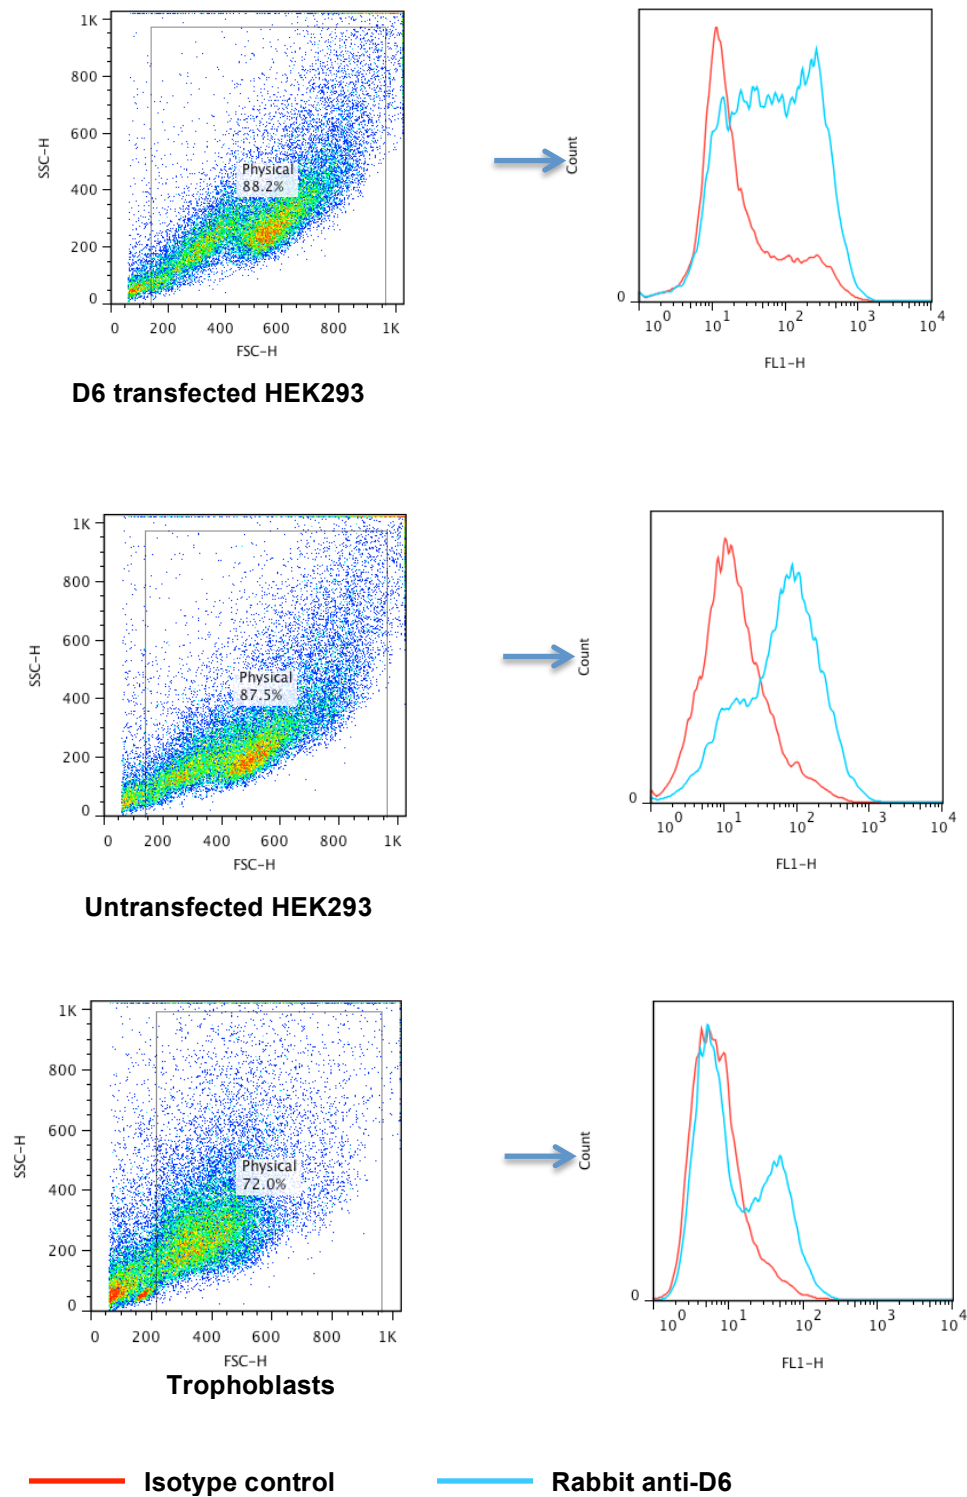 1K
800
600
400
200
0
SSC-H
Physical
88.2%
0 200 400 600 800 1K
FSC-H
Count
0
10^0 10^1 10^2 10^3 10^4
FL1-H
D6 transfected HEK293
1K
800
600
400
200
0
SSC-H
Physical
87.5%
0 200 400 600 800 1K
FSC-H
Count
0
10^0 10^1 10^2 10^3 10^4
FL1-H
Untransfected HEK293
1K
800
600
400
200
0
SSC-H
Physical
72.0%
0 200 400 600 800 1K
FSC-H
Count
0
10^0 10^1 10^2 10^3 10^4
FL1-H
Trophoblasts
Isotype control
Rabbit anti-D6